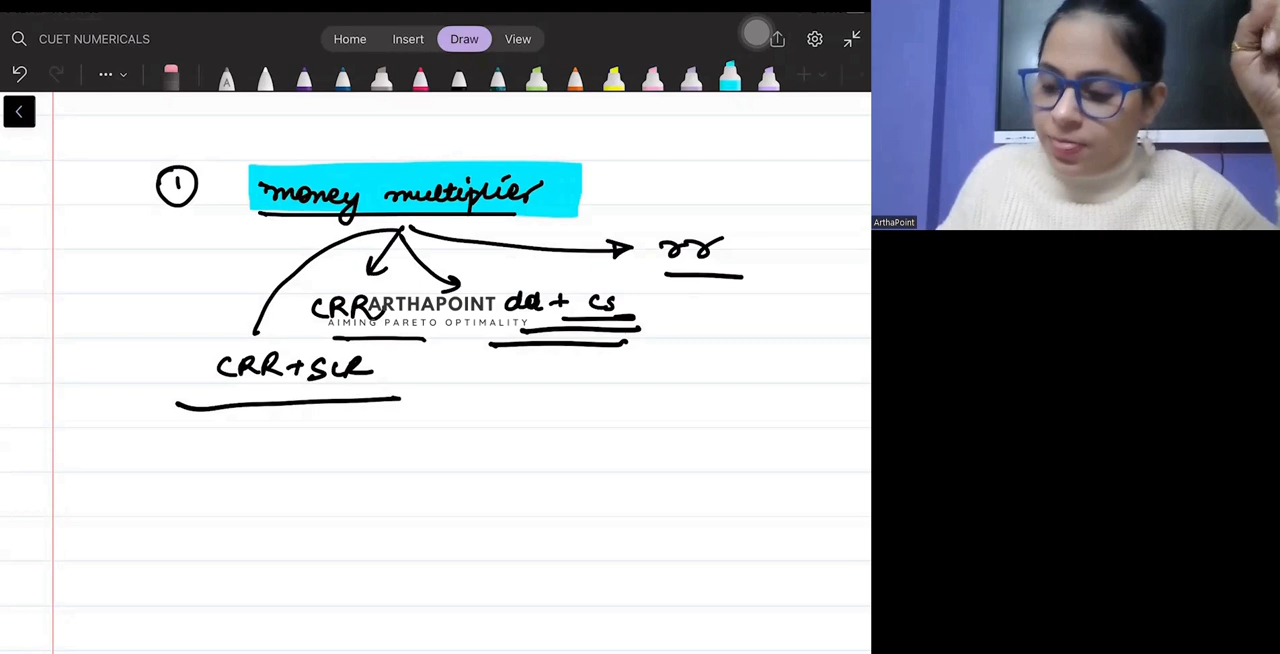 CUET NUMERICALS
Home Insert Draw View
A
ArthaPoint
① money multiplier
rr
CRR dd + cs
ARTHAPOINT
AIMING PARETO OPTIMALITY
CRR+SLR